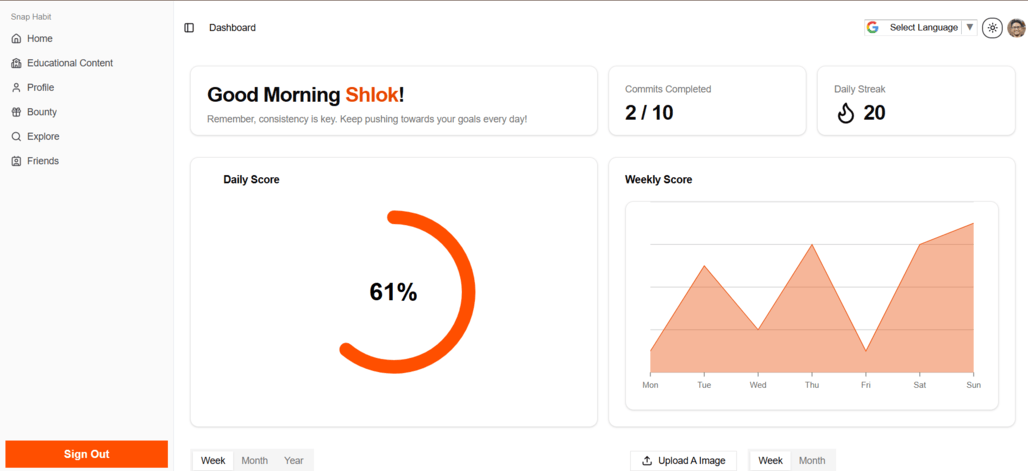 Snap Habit
Home
Educational Content
Profile
Bounty
Explore
Friends
Sign Out
Dashboard
Select Language ▼
Good Morning Shlok!
Remember, consistency is key. Keep pushing towards your goals every day!
Commits Completed
2 / 10
Daily Streak
20
Daily Score
61%
Weekly Score
Mon Tue Wed Thu Fri Sat Sun
Week Month Year
Upload A Image
Week Month